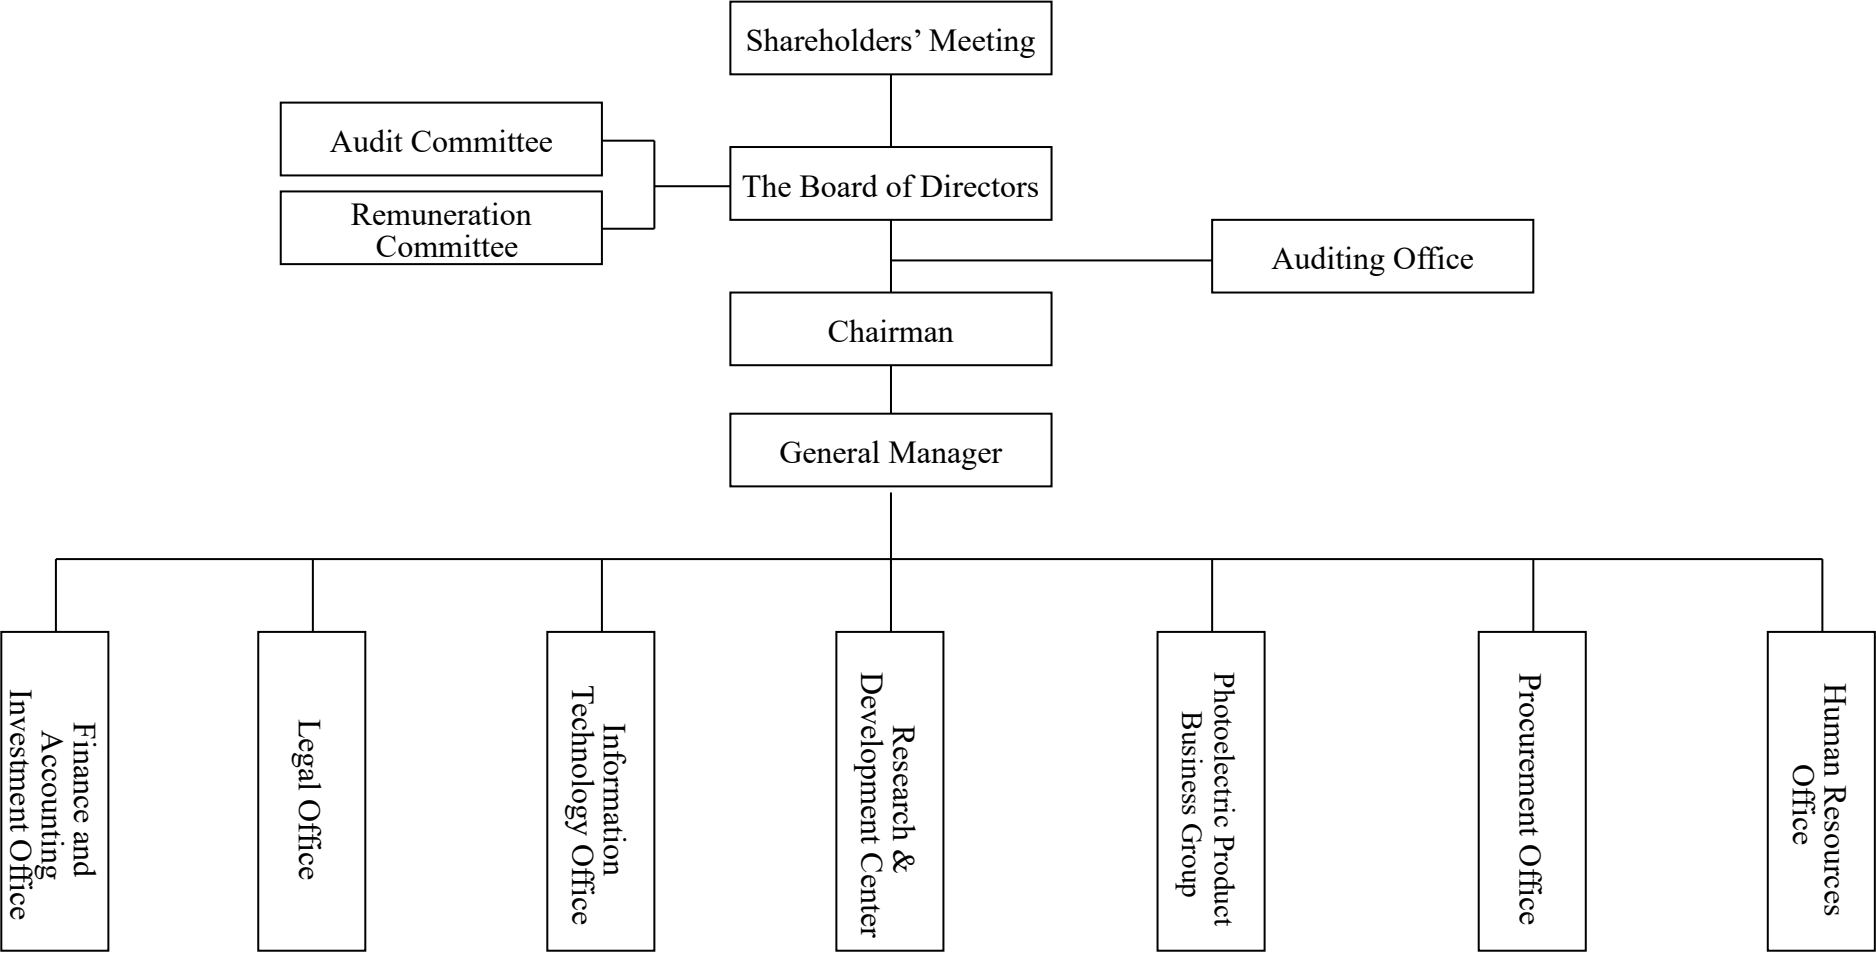 Shareholders’ Meeting
Audit Committee
The Board of Directors
Remuneration
Committee
Auditing Office
Chairman
General Manager
Finance and
Accounting
Investment Office
Legal Office
Information
Technology Office
Research &
Development Center
Photoelectric Product
Business Group
Procurement Office
Human Resources
Office